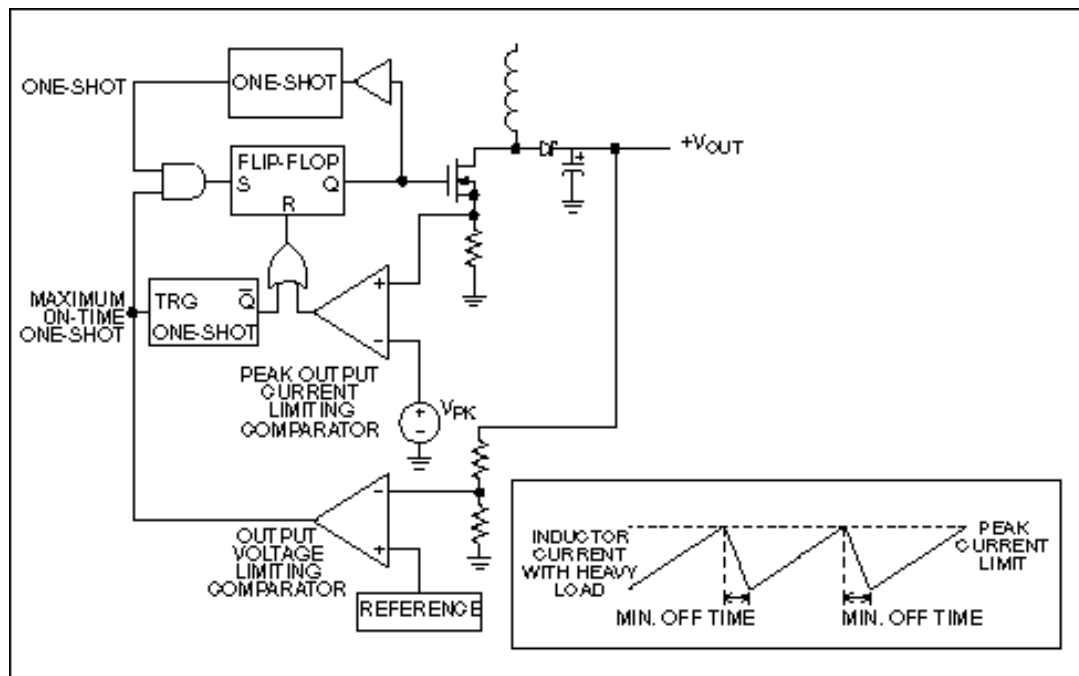 ONE-SHOT
ONE-SHOT
+VOUT
FLIP-FLOP
S Q
R
MAXIMUM
ON-TIME
ONE-SHOT
TRG Q̅
ONE-SHOT
+
−
PEAK OUTPUT
CURRENT
LIMITING
COMPARATOR
+
−
VPK
OUTPUT
VOLTAGE
LIMITING
COMPARATOR
−
+
REFERENCE
INDUCTOR
CURRENT
WITH HEAVY
LOAD
PEAK
CURRENT
LIMIT
MIN. OFF TIME
MIN. OFF TIME